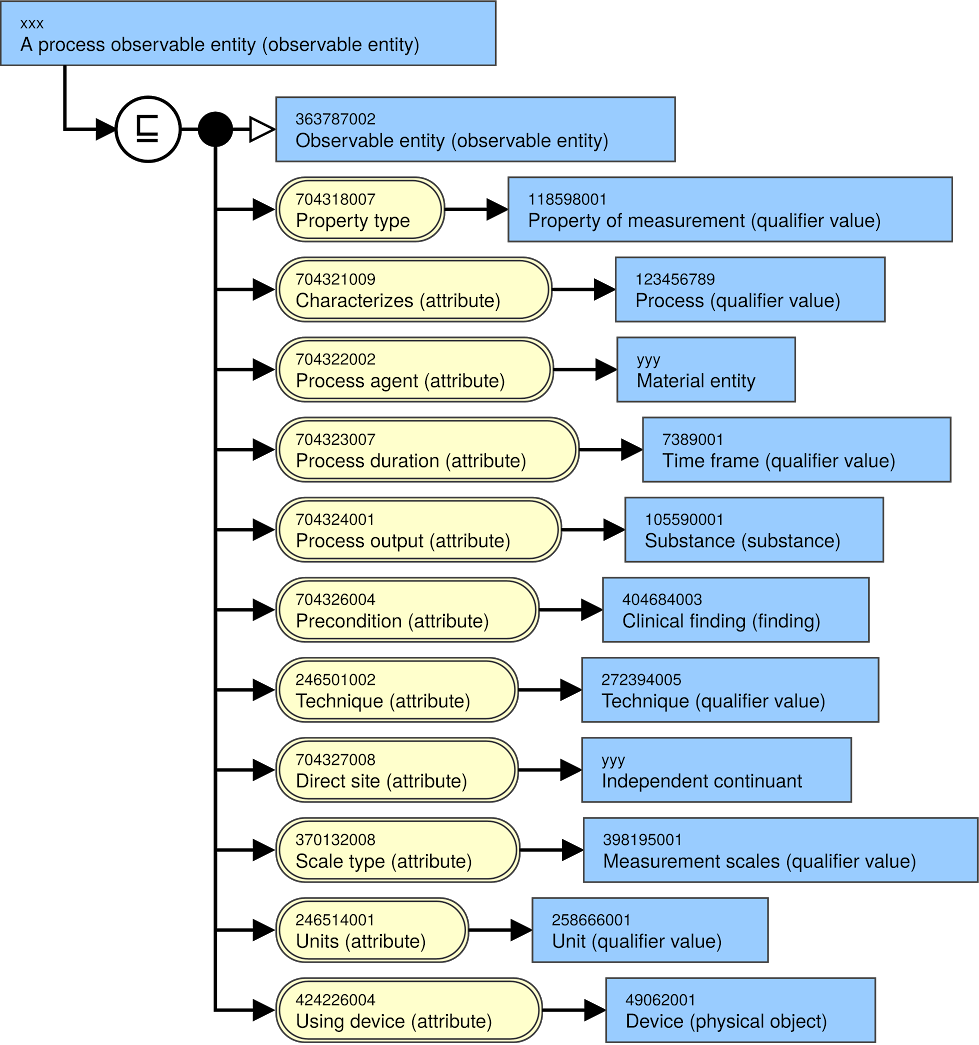 xxx
A process observable entity (observable entity)
⊑
363787002
Observable entity (observable entity)
704318007
Property type
118598001
Property of measurement (qualifier value)
704321009
Characterizes (attribute)
123456789
Process (qualifier value)
704322002
Process agent (attribute)
yyy
Material entity
704323007
Process duration (attribute)
7389001
Time frame (qualifier value)
704324001
Process output (attribute)
105590001
Substance (substance)
704326004
Precondition (attribute)
404684003
Clinical finding (finding)
246501002
Technique (attribute)
272394005
Technique (qualifier value)
704327008
Direct site (attribute)
yyy
Independent continuant
370132008
Scale type (attribute)
398195001
Measurement scales (qualifier value)
246514001
Units (attribute)
258666001
Unit (qualifier value)
424226004
Using device (attribute)
49062001
Device (physical object)